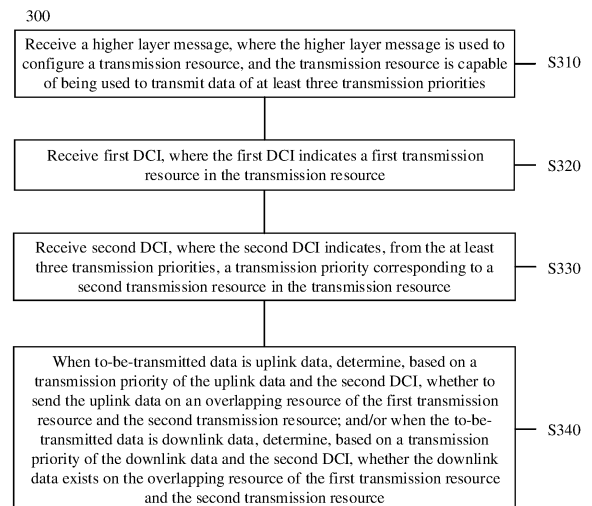 300
Receive a higher layer message, where the higher layer message is used to
configure a transmission resource, and the transmission resource is capable
of being used to transmit data of at least three transmission priorities
S310
Receive first DCI, where the first DCI indicates a first transmission
resource in the transmission resource
S320
Receive second DCI, where the second DCI indicates, from the at least
three transmission priorities, a transmission priority corresponding to a
second transmission resource in the transmission resource
S330
When to-be-transmitted data is uplink data, determine, based on a
transmission priority of the uplink data and the second DCI, whether to
send the uplink data on an overlapping resource of the first transmission
resource and the second transmission resource; and/or when the to-be-
transmitted data is downlink data, determine, based on a transmission
priority of the downlink data and the second DCI, whether the downlink
data exists on the overlapping resource of the first transmission resource
and the second transmission resource
S340